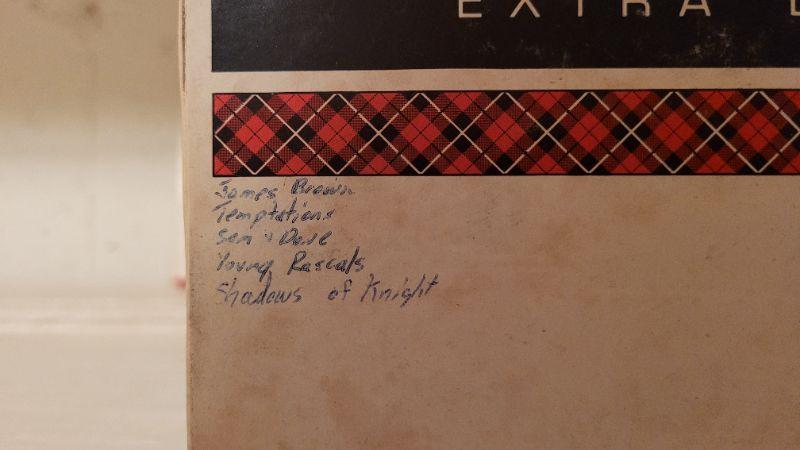 EXTRA
James Brown
Temptations
Sam & Dave
Young Rascals
Shadows of Knight